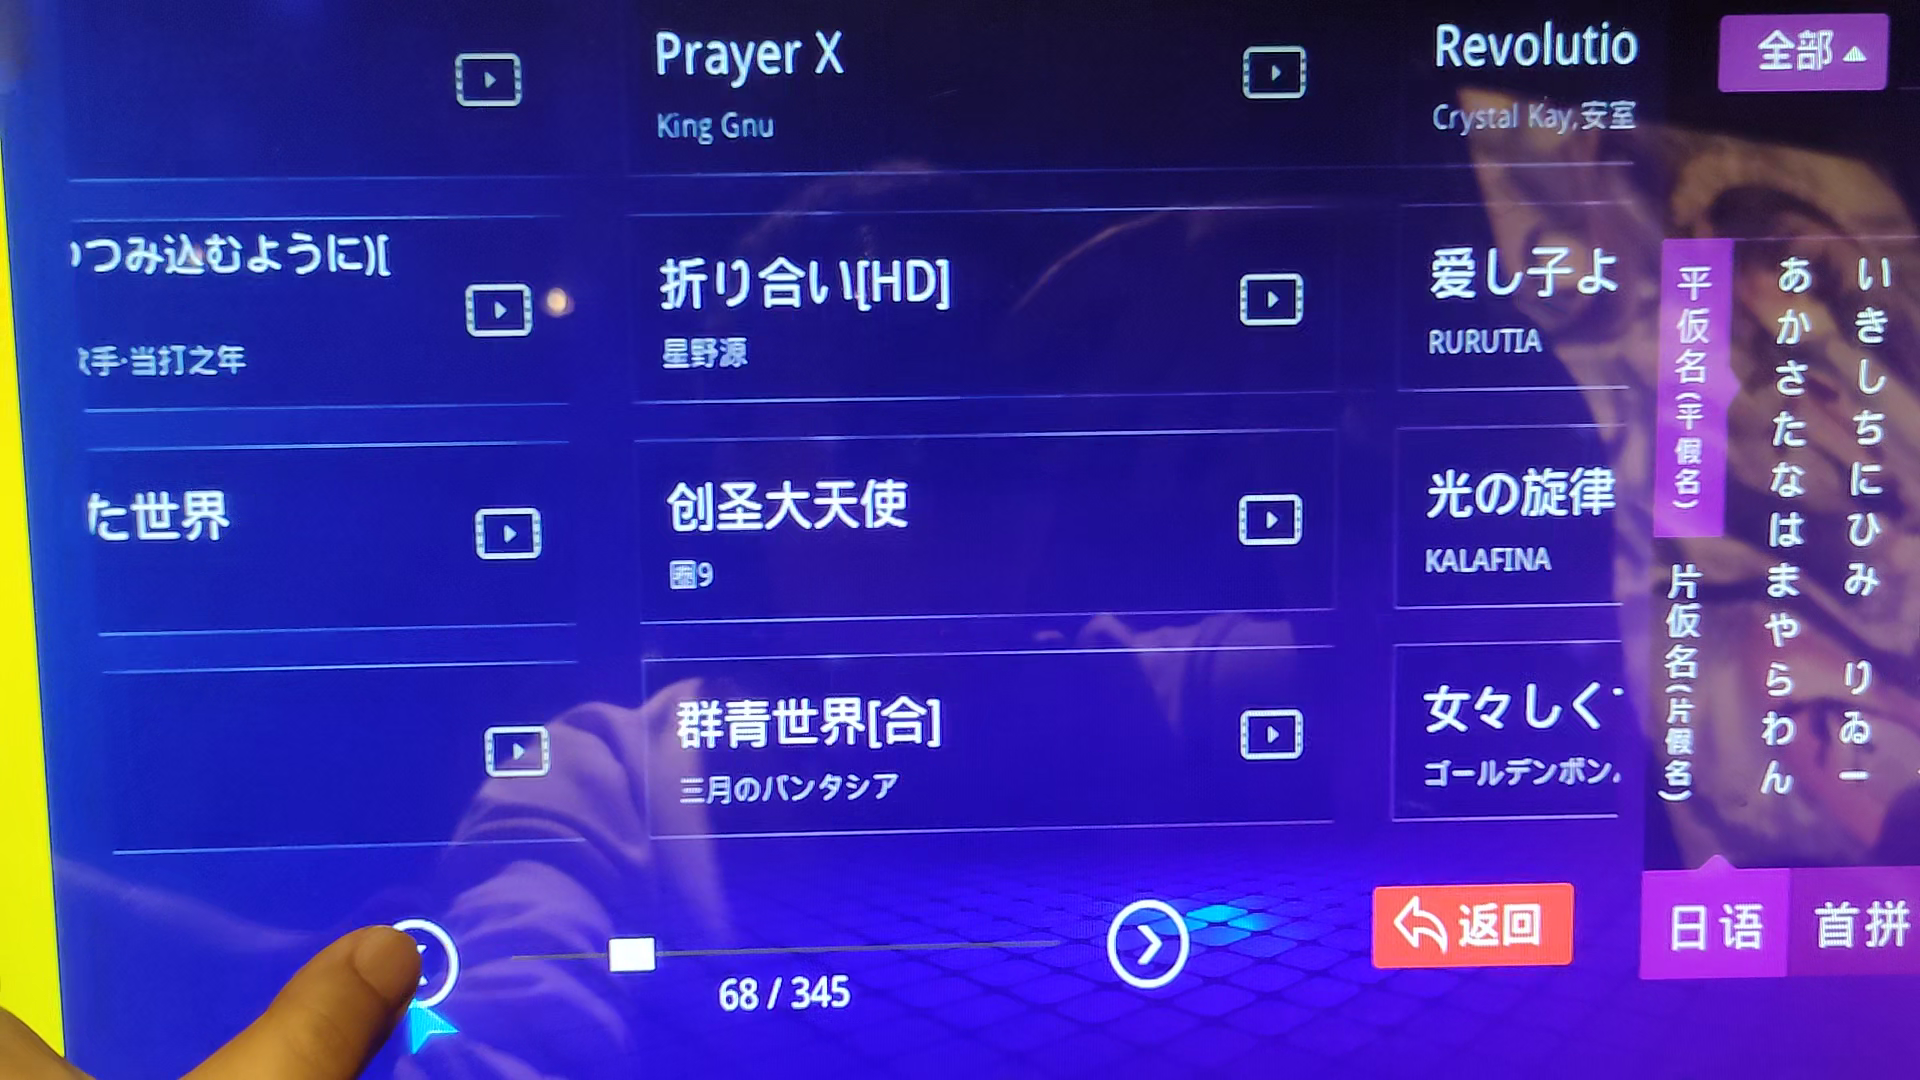 Prayer X
King Gnu
Revolutio
Crystal Kay,安室
全部
つみ込むように)[
手·当打之年
折り合い[HD]
星野源
愛し子よ
RURUTIA
た世界
创圣大天使
9
光の旋律
KALAFINA
群青世界[合]
三月のパンタシア
女々しくて
ゴールデンボン
平仮名(平假名)
片仮名(片假名)
あかさたなはまやらわん
いきしちにひみ りゐー
68 / 345
返回
日语
首拼